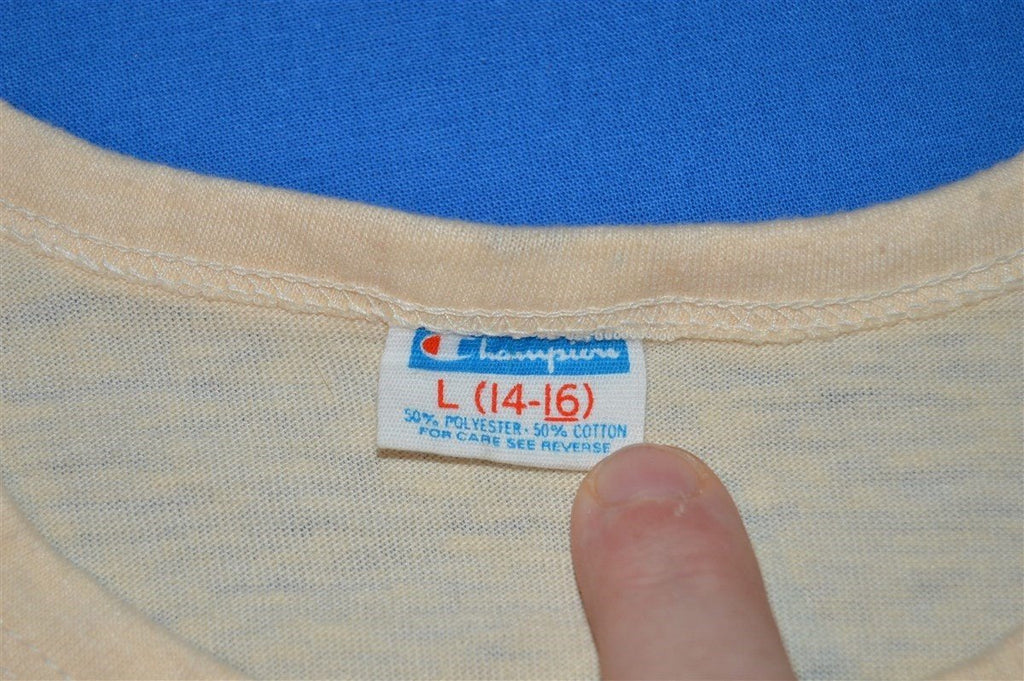 Champion
L (14-16)
50% POLYESTER · 50% COTTON
FOR CARE SEE REVERSE